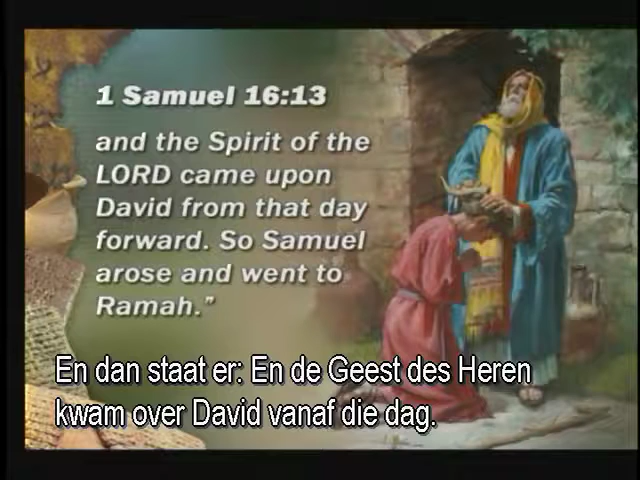 1 Samuel 16:13
and the Spirit of the
LORD came upon
David from that day
forward. So Samuel
arose and went to
Ramah.”
En dan staat er: En de Geest des Heren
kwam over David vanaf die dag.